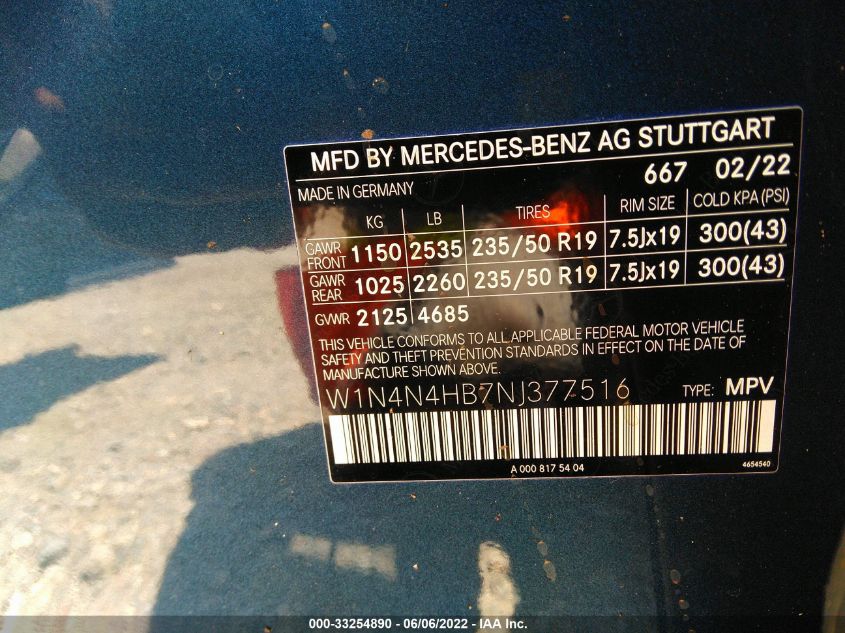 MFD BY MERCEDES-BENZ AG STUTTGART
667 02/22
MADE IN GERMANY
KG LB TIRES RIM SIZE COLD KPA (PSI)
GAWR FRONT 1150 2535 235/50 R19 7.5Jx19 300(43)
GAWR REAR 1025 2260 235/50 R19 7.5Jx19 300(43)
GVWR 2125 4685
THIS VEHICLE CONFORMS TO ALL APPLICABLE FEDERAL MOTOR VEHICLE
SAFETY AND THEFT PREVENTION STANDARDS IN EFFECT ON THE DATE OF
MANUFACTURE SHOWN ABOVE.
W1N4N4HB7NJ377516 TYPE: MPV
A 000 817 54 04 4654540
000-33254890 - 06/06/2022 - IAA Inc.